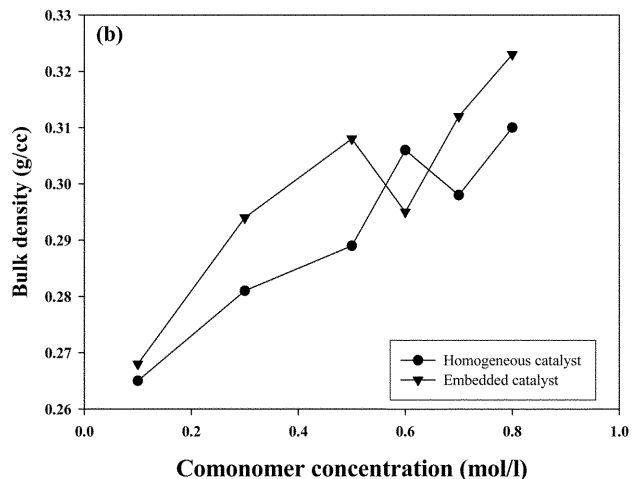 (b)
0.33
0.32
0.31
0.30
0.29
0.28
0.27
0.26
Bulk density (g/cc)
Homogeneous catalyst
Embedded catalyst
0.0
0.2
0.4
0.6
0.8
1.0
Comonomer concentration (mol/l)